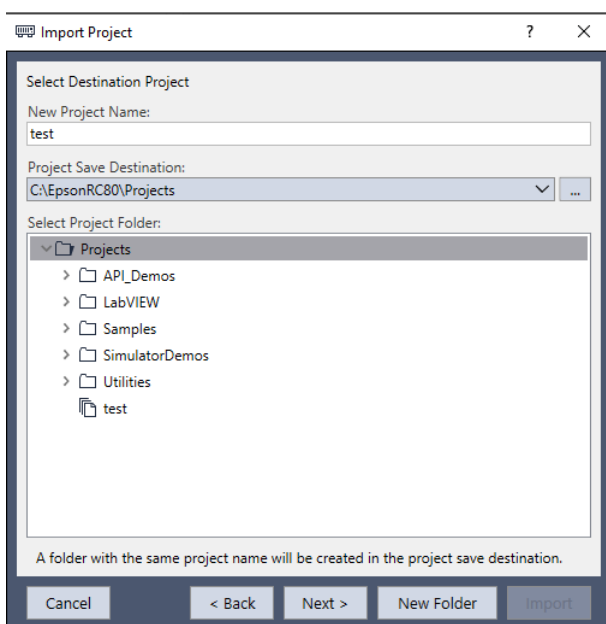 Import Project
?
Select Destination Project
New Project Name:
test
Project Save Destination:
C:\EpsonRC80\Projects
...
Select Project Folder:
Projects
API_Demos
LabVIEW
Samples
SimulatorDemos
Utilities
test
A folder with the same project name will be created in the project save destination.
Cancel
< Back
Next >
New Folder
Import